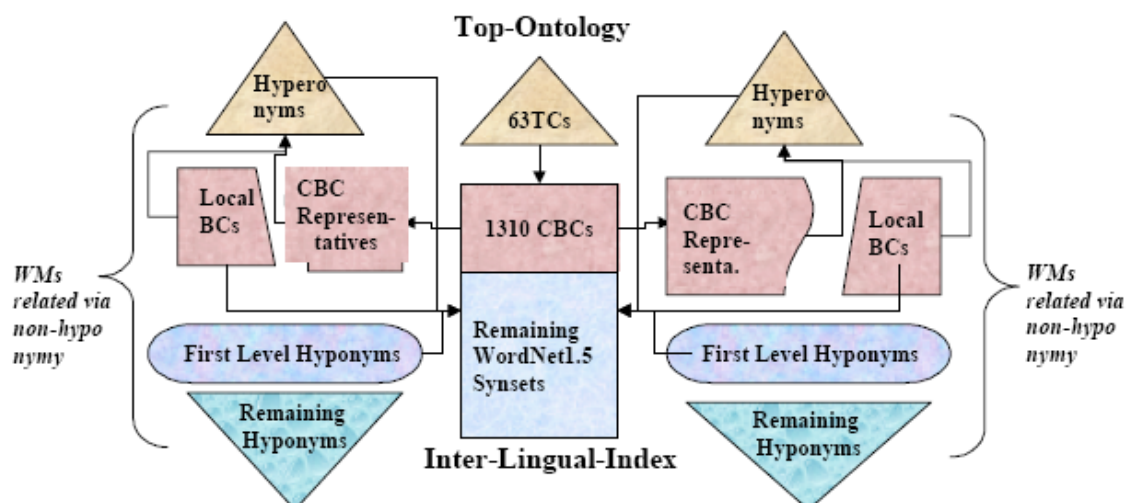 Top-Ontology
Hypero
nyms
63TCs
Hypero
nyms
Local
BCs
CBC
Represen-
tatives
1310 CBCs
CBC
Repre-
senta.
Local
BCs
WMs
related via
non-hypo
nymy
First Level Hyponyms
Remaining
WordNet1.5
Synsets
First Level Hyponyms
WMs
related via
non-hypo
nymy
Remaining
Hyponyms
Remaining
Hyponyms
Inter-Lingual-Index